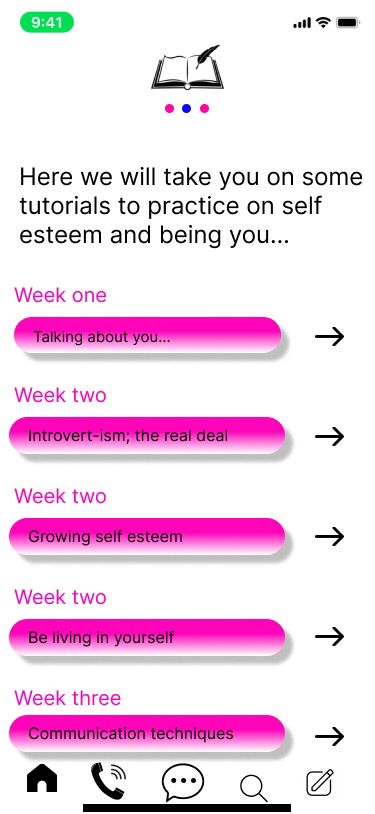 9:41
Here we will take you on some
tutorials to practice on self
esteem and being you...
Week one
Talking about you...
Week two
Introvert-ism; the real deal
Week two
Growing self esteem
Week two
Be living in yourself
Week three
Communication techniques